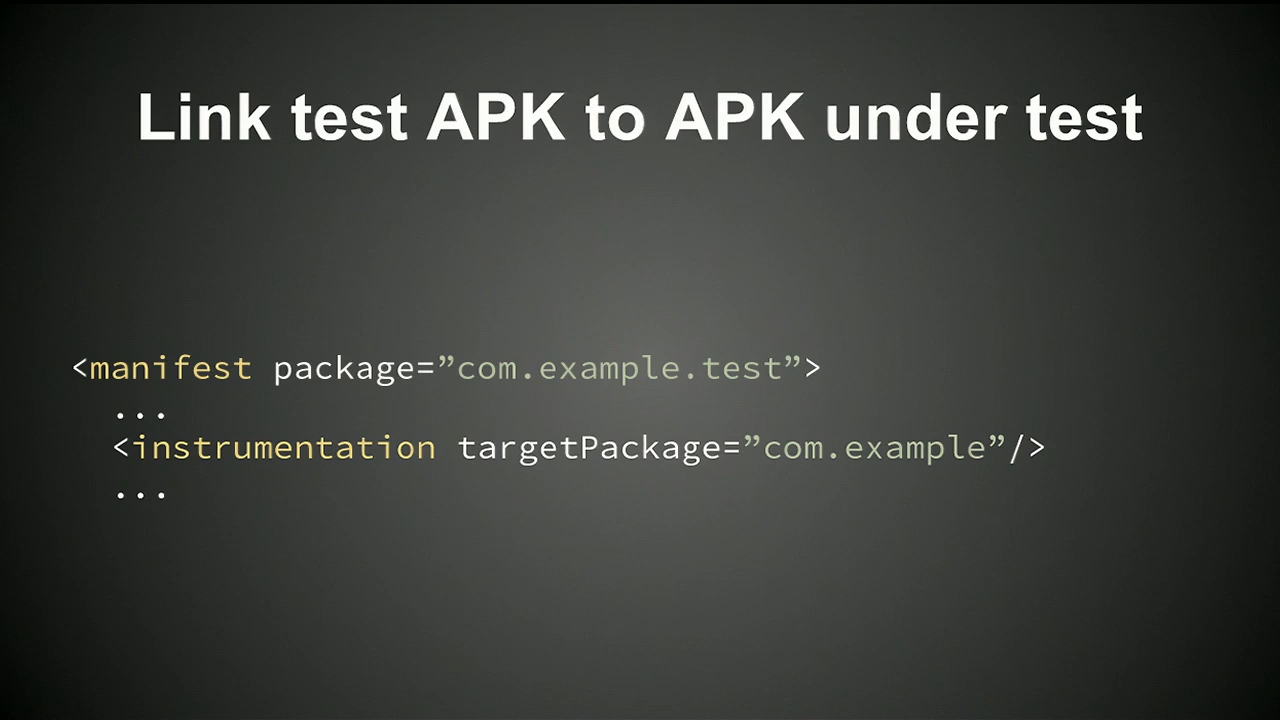 Link test APK to APK under test
<manifest package=”com.example.test”>
...
<instrumentation targetPackage=”com.example”/>
...